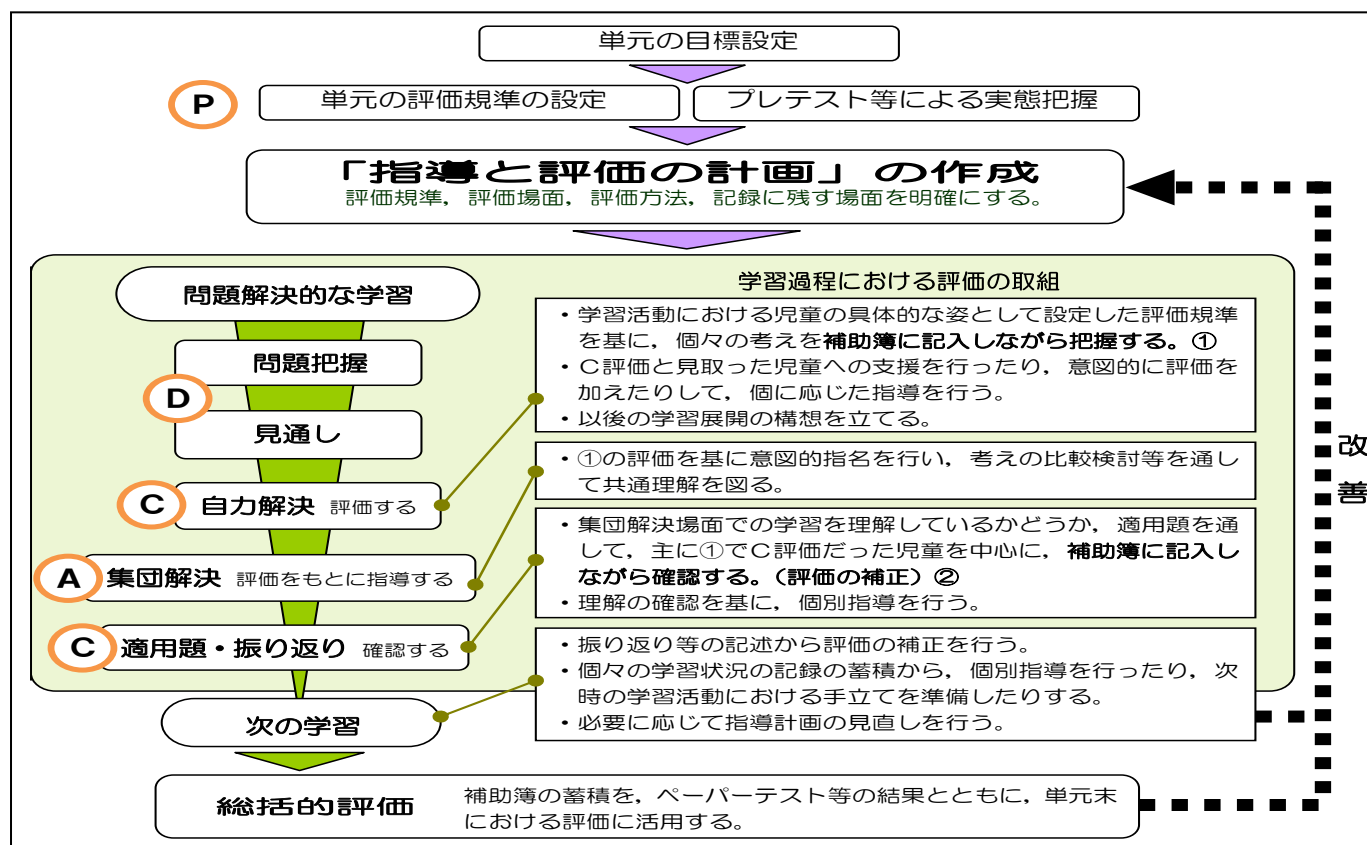 単元の目標設定
P
単元の評価規準の設定
プレテスト等による実態把握
「指導と評価の計画」の作成
評価規準，評価場面，評価方法，記録に残す場面を明確にする。
学習過程における評価の取組
問題解決的な学習
問題把握
D
見通し
C
自力解決 評価する
A
集団解決 評価をもとに指導する
C
適用題・振り返り 確認する
次の学習
・学習活動における児童の具体的な姿として設定した評価規準
を基に，個々の考えを補助簿に記入しながら把握する。①
・Ｃ評価と見取った児童への支援を行ったり，意図的に評価を
加えたりして，個に応じた指導を行う。
・以後の学習展開の構想を立てる。
・①の評価を基に意図的指名を行い，考えの比較検討等を通し
て共通理解を図る。
・集団解決場面での学習を理解しているかどうか，適用題を通
して，主に①でＣ評価だった児童を中心に，補助簿に記入し
ながら確認する。（評価の補正）②
・理解の確認を基に，個別指導を行う。
・振り返り等の記述から評価の補正を行う。
・個々の学習状況の記録の蓄積から，個別指導を行ったり，次
時の学習活動における手立てを準備したりする。
・必要に応じて指導計画の見直しを行う。
改
善
総括的評価
補助簿の蓄積を，ペーパーテスト等の結果とともに，単元末
における評価に活用する。